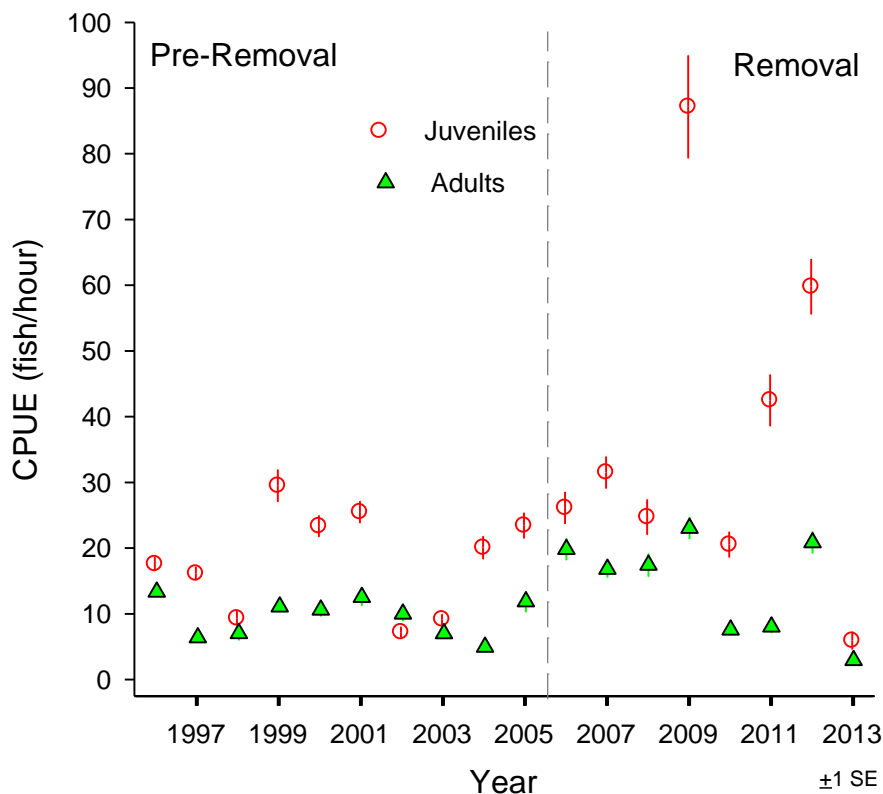 Pre-Removal
Removal
Juveniles
Adults
CPUE (fish/hour)
100
90
80
70
60
50
40
30
20
10
0
1997 1999 2001 2003 2005 2007 2009 2011 2013
Year
±1 SE